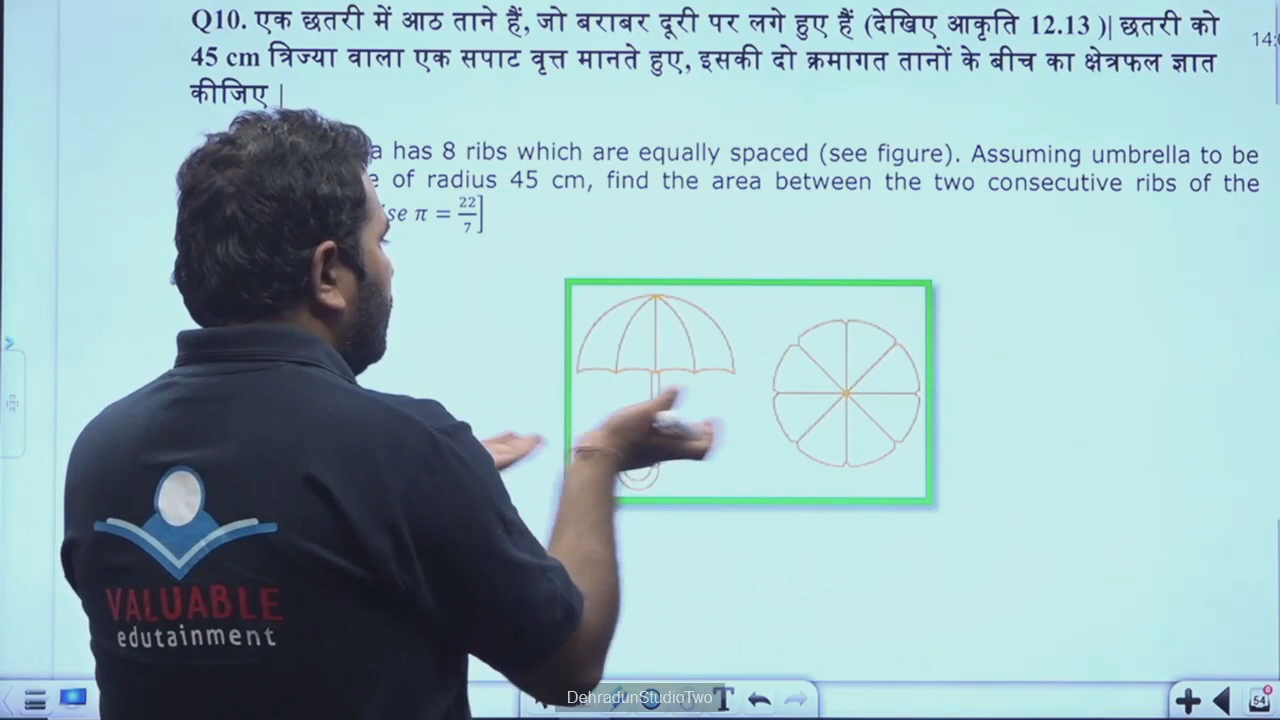 Q10. एक छतरी में आठ ताने हैं, जो बराबर दूरी पर लगे हुए हैं (देखिए आकृति 12.13 )| छतरी को
45 cm त्रिज्या वाला एक सपाट वृत्त मानते हुए, इसकी दो क्रमागत तानों के बीच का क्षेत्रफल ज्ञात
कीजिए |
a has 8 ribs which are equally spaced (see figure). Assuming umbrella to be
of radius 45 cm, find the area between the two consecutive ribs of the
π = 22/7]
VALUABLE
edutainment
DehradunStudioTwo
T
54